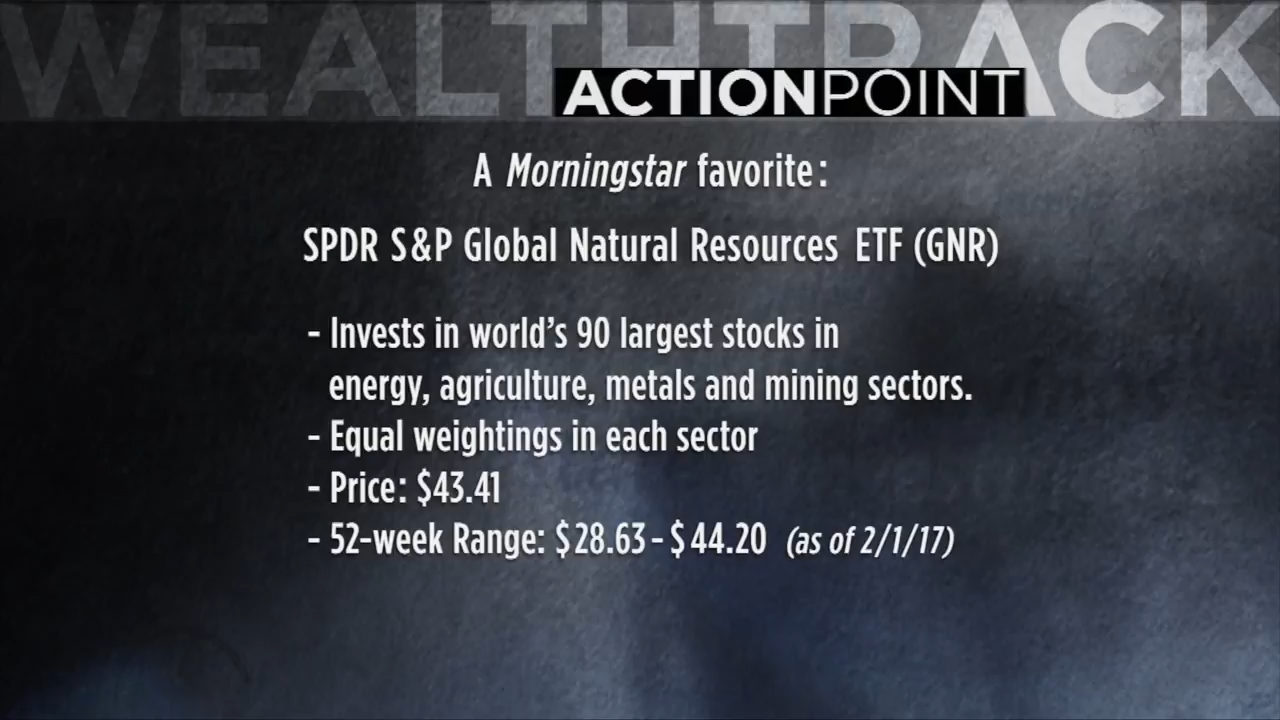 WEALTHTRACK
ACTIONPOINT
A Morningstar favorite:
SPDR S&P Global Natural Resources ETF (GNR)
- Invests in world's 90 largest stocks in
energy, agriculture, metals and mining sectors.
- Equal weightings in each sector
- Price: $43.41
- 52-week Range: $28.63-$44.20 (as of 2/1/17)